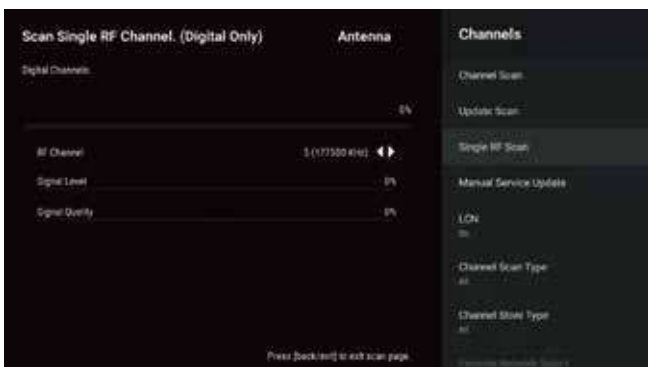 Scan Single RF Channel. (Digital Only)
Antenna
Digital Channels:
0%
RF Channel
5 (177500 KHz)
Signal Level
0%
Signal Quality
0%
Press [back/exit] to exit scan page.
Channels
Channel Scan
Update Scan
Single RF Scan
Manual Service Update
LCN
On
Channel Scan Type
All
Channel Store Type
All